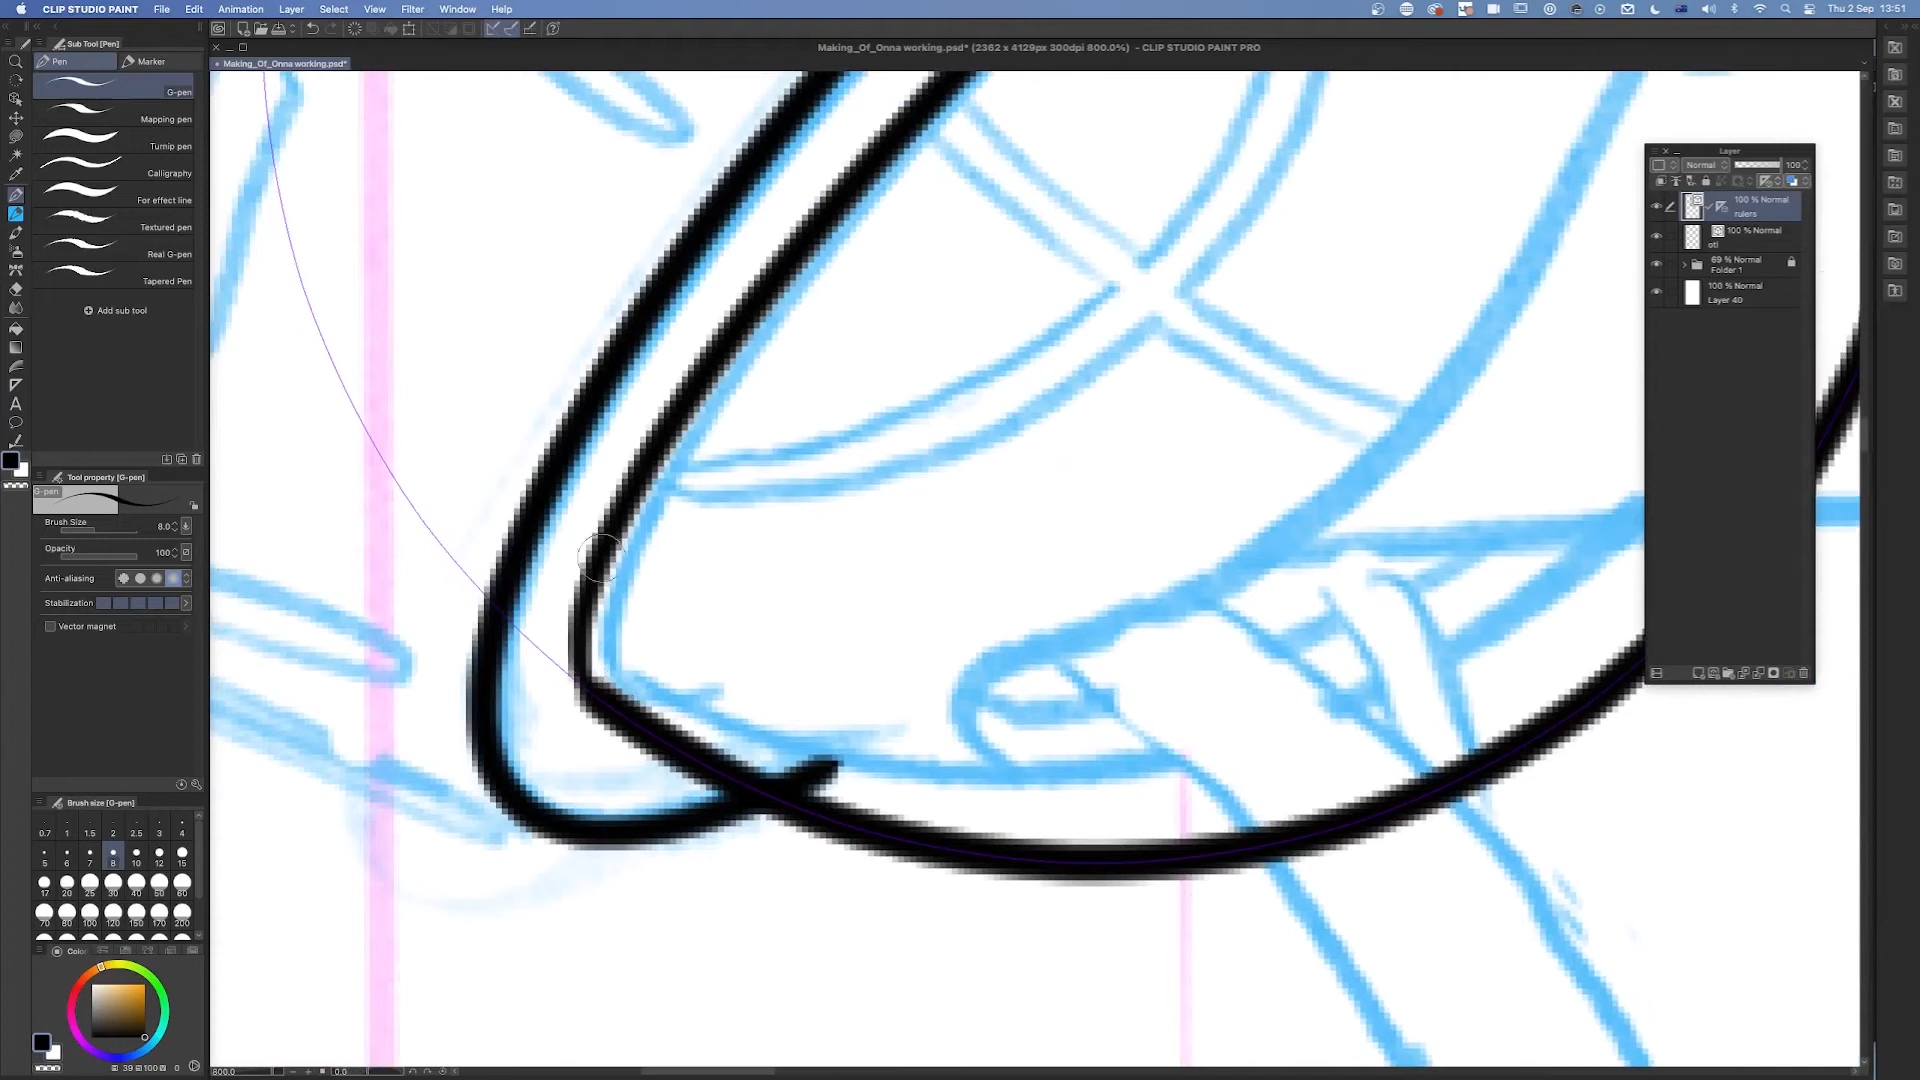 CLIP STUDIO PAINT File Edit Animation Layer Select View Filter Window Help Thu 2 Sep 13:51
Sub Tool [Pen]
Making_Of_Onna working.psd* (2362 x 4129px 300dpi 800.0%) - CLIP STUDIO PAINT PRO
Pen Marker
Making_Of_Onna working.psd*
G-pen
Mapping pen
Turnip pen
Calligraphy
For effect line
Textured pen
Real G-pen
Tapered Pen
Add sub tool
Layer
Normal 100
100 % Normal
rulers
100 % Normal
otl
69 % Normal
Folder 1
100 % Normal
Layer 40
Tool property [G-pen]
G-pen
Brush Size 8.0
Opacity 100
Anti-aliasing
Stabilization
Vector magnet
Brush size [G-pen]
0.7 1 1.5 2 2.5 3 4
5 6 7 8 10 12 15
17 20 25 30 40 50 60
70 80 100 120 150 170 200
Color
39 100 0
800.0 0.0